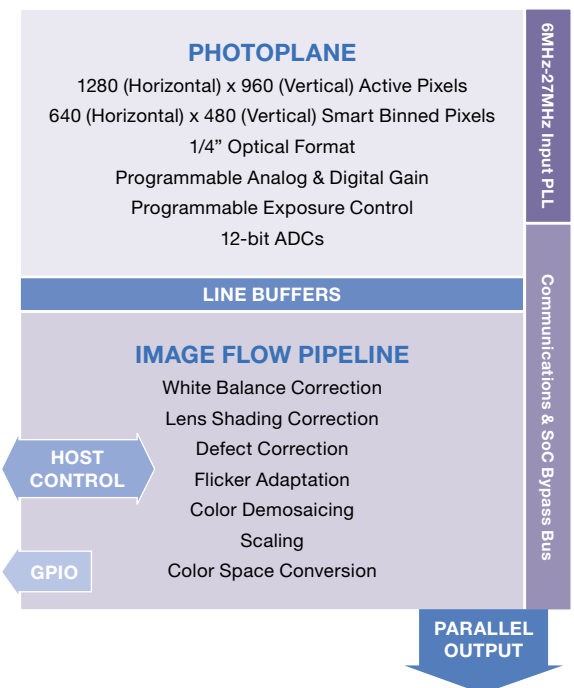 PHOTOPLANE
1280 (Horizontal) x 960 (Vertical) Active Pixels
640 (Horizontal) x 480 (Vertical) Smart Binned Pixels
1/4” Optical Format
Programmable Analog & Digital Gain
Programmable Exposure Control
12-bit ADCs
6MHz-27MHz Input PLL
LINE BUFFERS
IMAGE FLOW PIPELINE
White Balance Correction
Lens Shading Correction
Defect Correction
Flicker Adaptation
Color Demosaicing
Scaling
Color Space Conversion
HOST
CONTROL
GPIO
Communications & SoC Bypass Bus
PARALLEL
OUTPUT